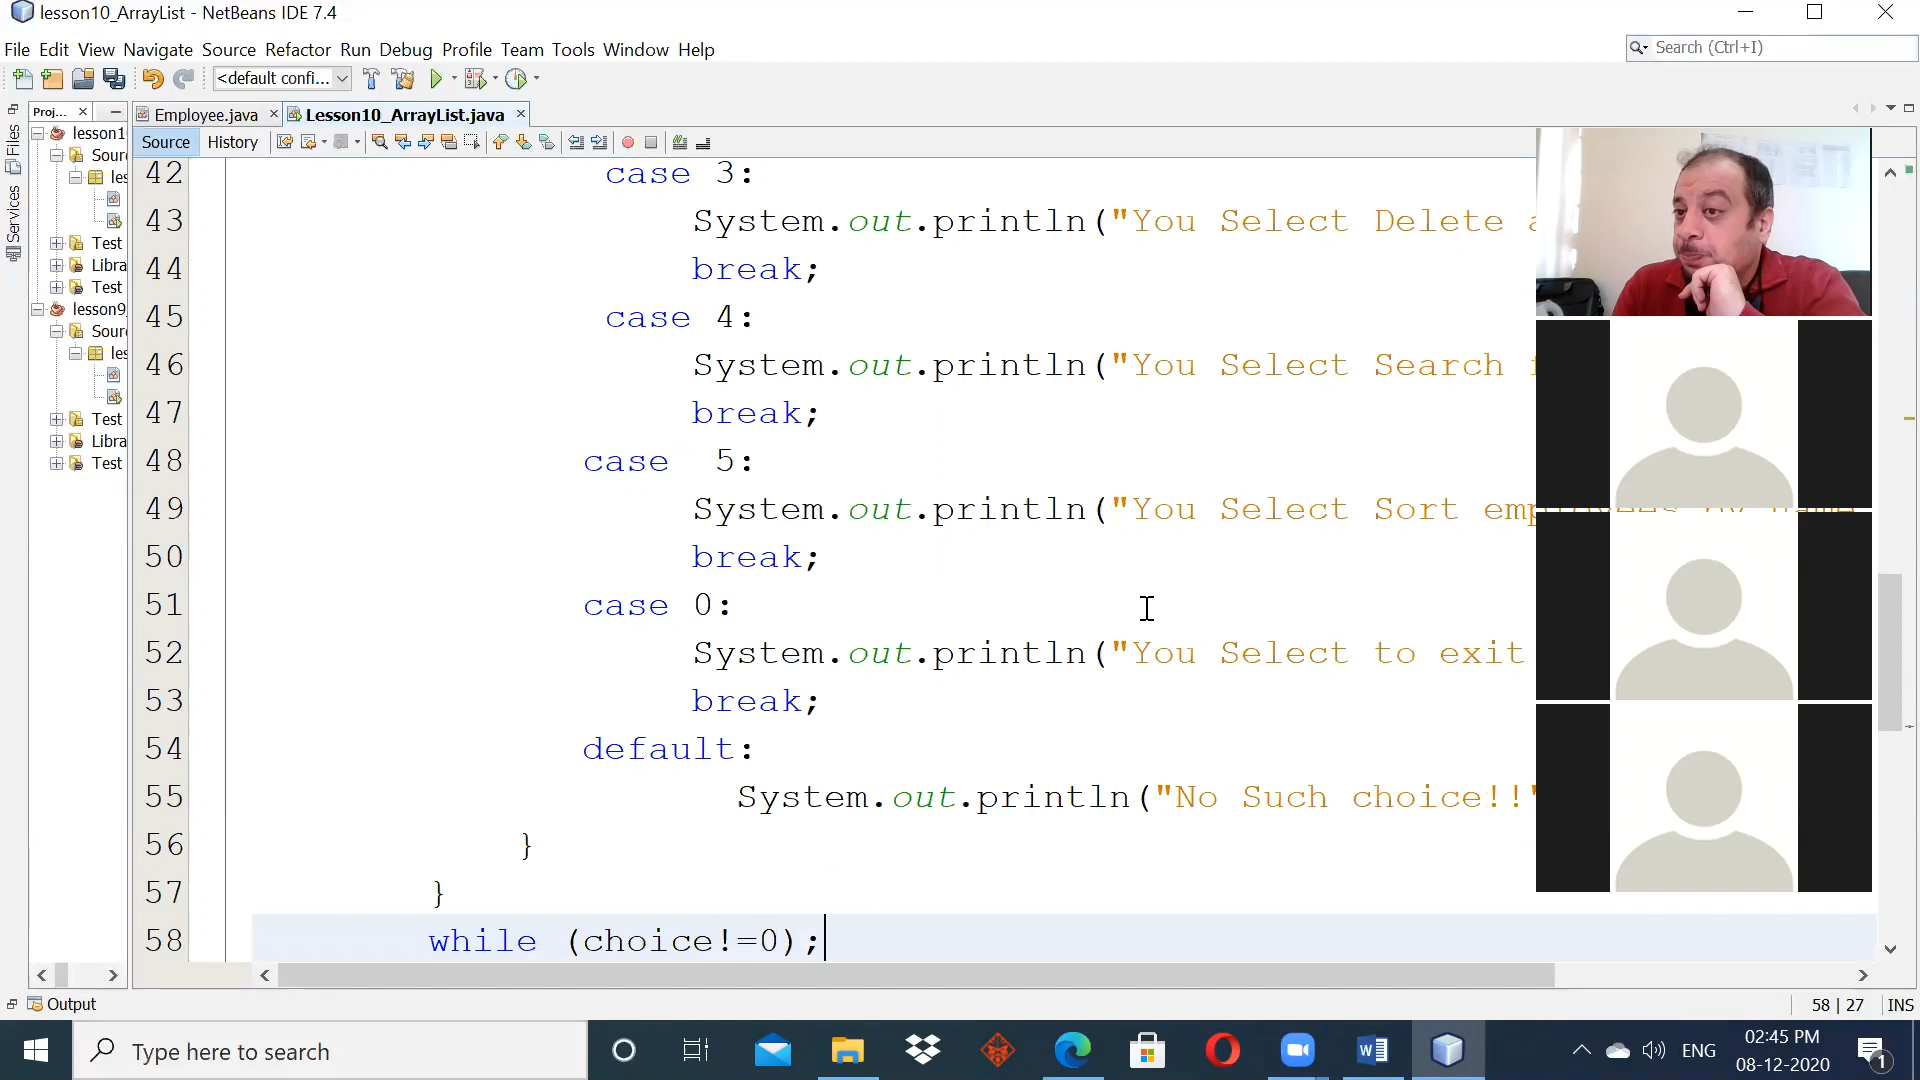 lesson10_ArrayList - NetBeans IDE 7.4
File Edit View Navigate Source Refactor Run Debug Profile Team Tools Window Help
Search (Ctrl+I)
<default confi...
Proj...
Employee.java
Lesson10_ArrayList.java
Source History
Files
Services
lesson1
Sour
les
Test
Libra
Test
lesson9
Sour
les
Test
Libra
Test
42 case 3:
43 System.out.println("You Select Delete a
44 break;
45 case 4:
46 System.out.println("You Select Search f
47 break;
48 case 5:
49 System.out.println("You Select Sort employees by name
50 break;
51 case 0:
52 System.out.println("You Select to exit
53 break;
54 default:
55 System.out.println("No Such choice!!"
56 }
57 }
58 while (choice!=0);
Output
58 | 27 INS
Type here to search
ENG
02:45 PM
08-12-2020
1